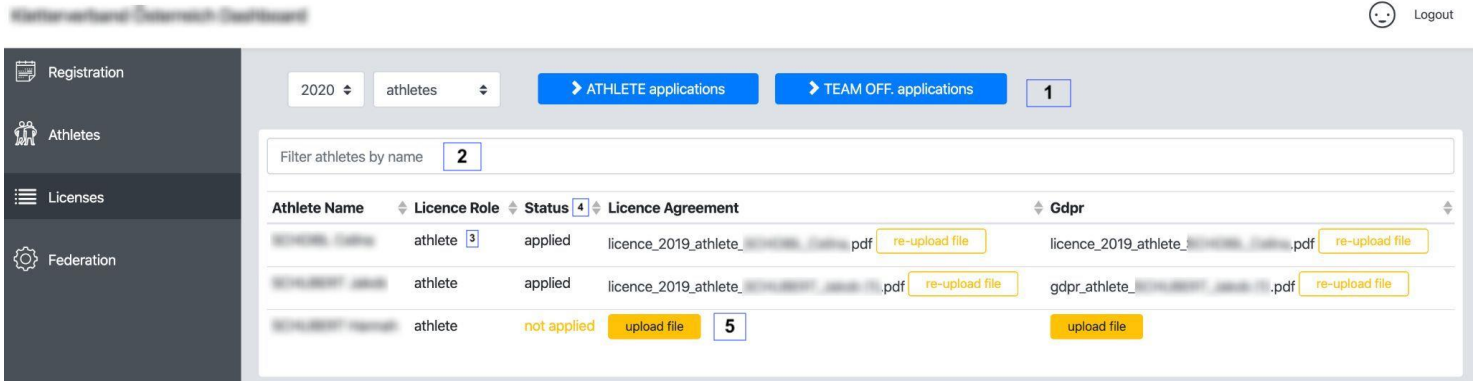 Logout
Registration
Athletes
Licenses
Federation
2020 athletes ATHLETE applications TEAM OFF. applications 1
Filter athletes by name 2
Athlete Name Licence Role Status 4 Licence Agreement Gdpr
athlete 3 applied licence_2019_athlete_ .pdf re-upload file licence_2019_athlete_ .pdf re-upload file
athlete applied licence_2019_athlete_ .pdf re-upload file gdpr_athlete_ .pdf re-upload file
athlete not applied upload file 5 upload file